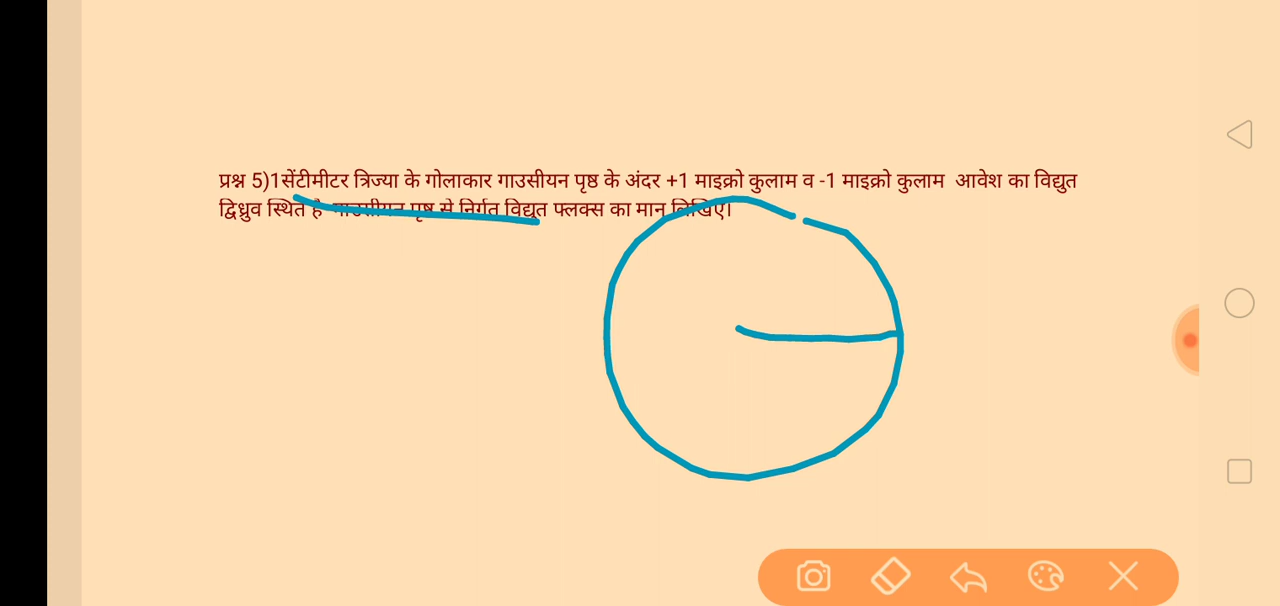 प्रश्न 5)1सेंटीमीटर त्रिज्या के गोलाकार गाउसीयन पृष्ठ के अंदर +1 माइक्रो कुलाम व -1 माइक्रो कुलाम आवेश का विद्युत
द्विध्रुव स्थित है गाउसीयन पृष्ठ से निर्गत विद्युत फ्लक्स का मान लिखिए।